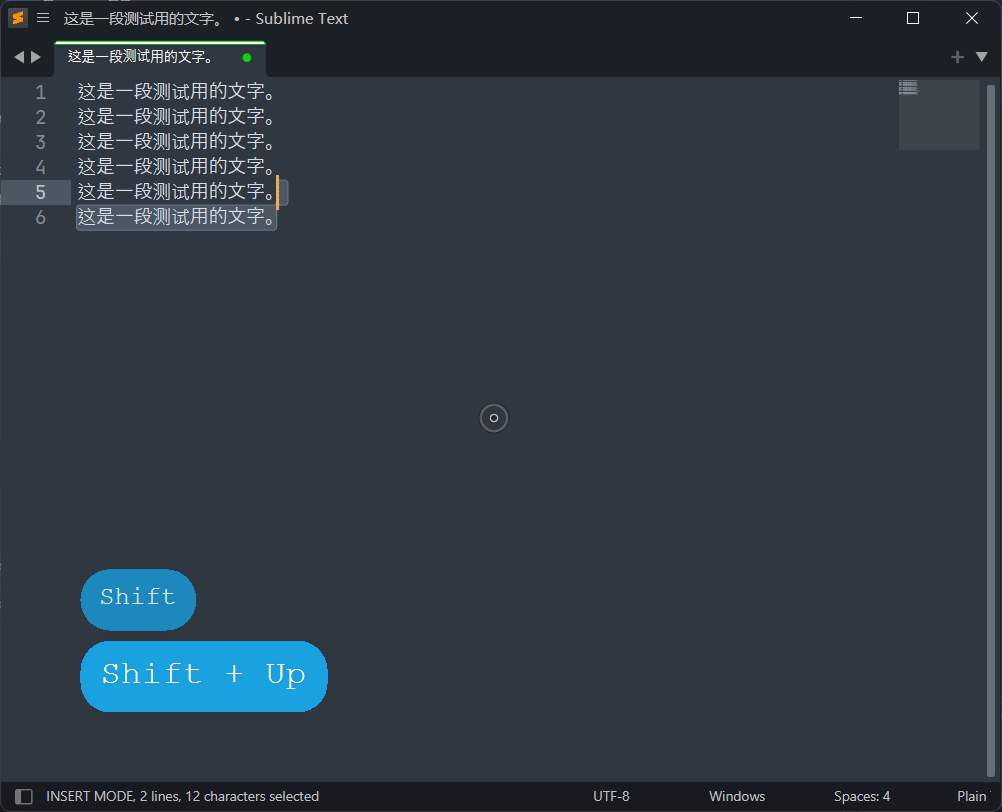 这是一段测试用的文字。 • - Sublime Text
这是一段测试用的文字。
1 这是一段测试用的文字。
2 这是一段测试用的文字。
3 这是一段测试用的文字。
4 这是一段测试用的文字。
5 这是一段测试用的文字。
6 这是一段测试用的文字。
Shift
Shift + Up
INSERT MODE, 2 lines, 12 characters selected UTF-8 Windows Spaces: 4 Plain